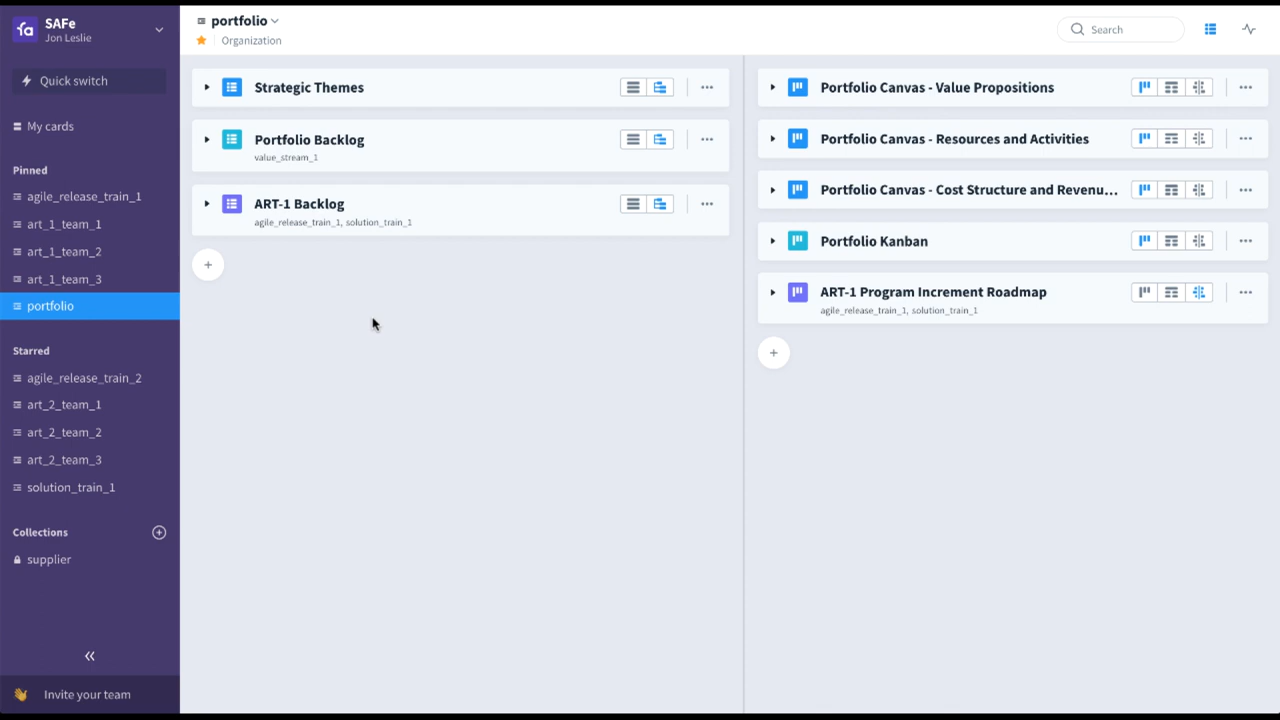 fa
SAFe
Jon Leslie
Quick switch
My cards
Pinned
agile_release_train_1
art_1_team_1
art_1_team_2
art_1_team_3
portfolio
Starred
agile_release_train_2
art_2_team_1
art_2_team_2
art_2_team_3
solution_train_1
Collections
supplier
Invite your team
portfolio
Organization
Search
Strategic Themes
Portfolio Backlog
value_stream_1
ART-1 Backlog
agile_release_train_1, solution_train_1
Portfolio Canvas - Value Propositions
Portfolio Canvas - Resources and Activities
Portfolio Canvas - Cost Structure and Revenu...
Portfolio Kanban
ART-1 Program Increment Roadmap
agile_release_train_1, solution_train_1